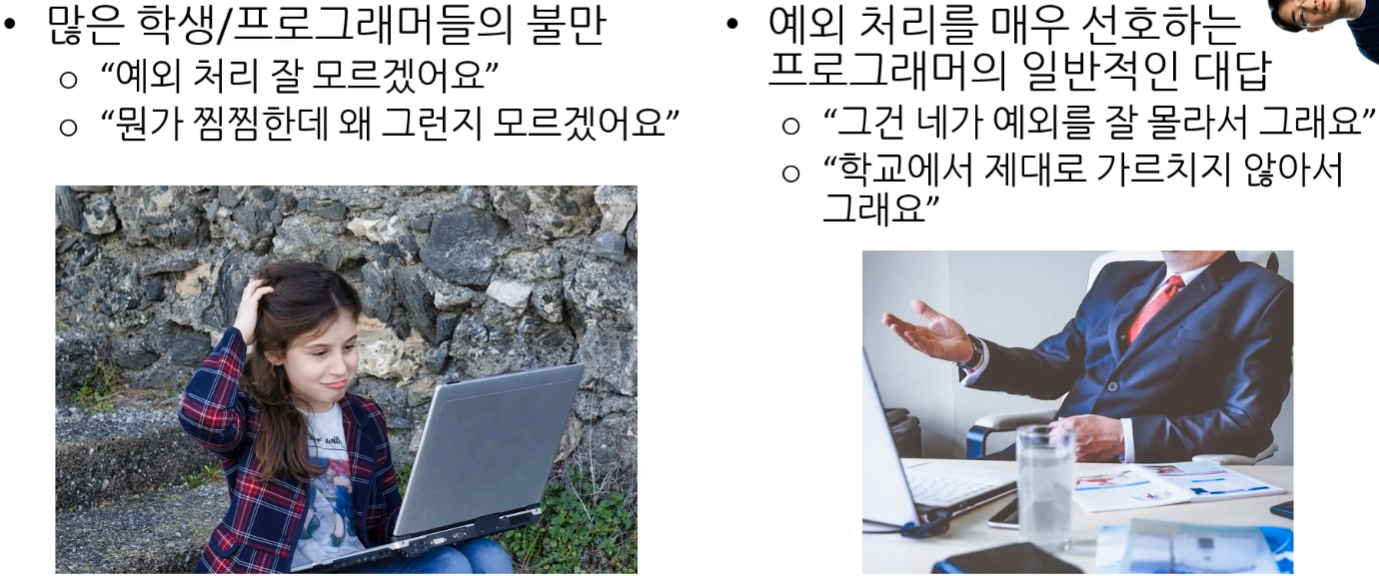 • 많은 학생/프로그래머들의 불만
o “예외 처리 잘 모르겠어요”
o “뭔가 찜찜한데 왜 그런지 모르겠어요”
• 예외 처리를 매우 선호하는
프로그래머의 일반적인 대답
o “그건 네가 예외를 잘 몰라서 그래요”
o “학교에서 제대로 가르치지 않아서
그래요”